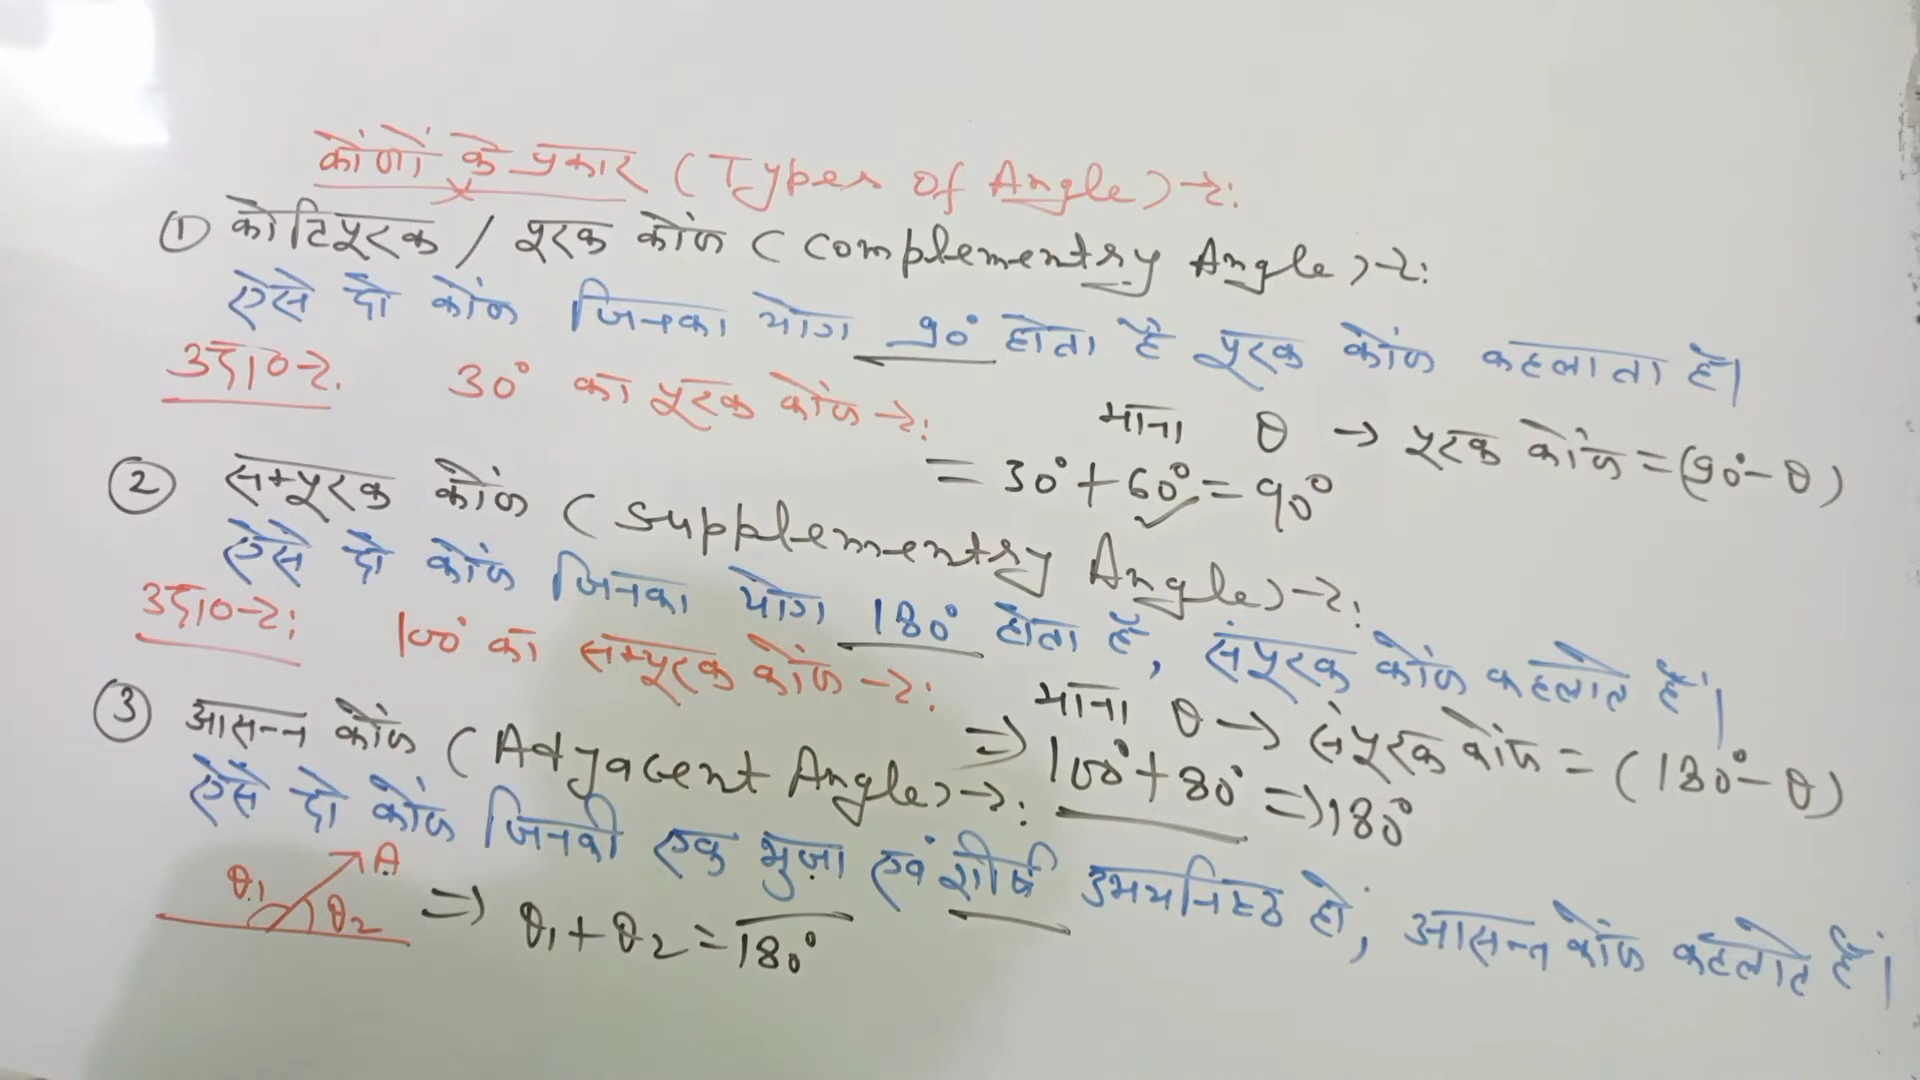 कोणों के प्रकार (Types of Angle)→:
① कोटिपूरक / पूरक कोण (Complementry Angle)→:
ऐसे दो कोण जिनका योग 90° होता है पूरक कोण कहलाता है।
उदा०→. 30° का पूरक कोण→:
माना θ → पूरक कोण = (90°-θ)
= 30°+60° = 90°
② सम्पूरक कोण (Supplementry Angle)→:
ऐसे दो कोण जिनका योग 180° होता है, संपूरक कोण कहलाते हैं।
उदा०→: 100° का सम्पूरक कोण→:
माना θ → संपूरक कोण = (180°-θ)
⇒ 100°+80° ⇒ 180°
③ आसन्न कोण (Adyacent Angle)→:
ऐसे दो कोण जिनकी एक भुजा एवं शीर्ष उभयनिष्ठ हो, आसन्न कोण कहलाते हैं।
A
θ1 θ2 ⇒ θ1+θ2 = 180°